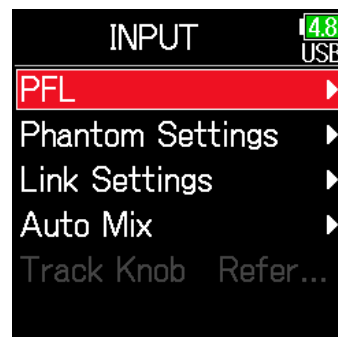 INPUT
4.8
USB
PFL
Phantom Settings
Link Settings
Auto Mix
Track Knob Refer...